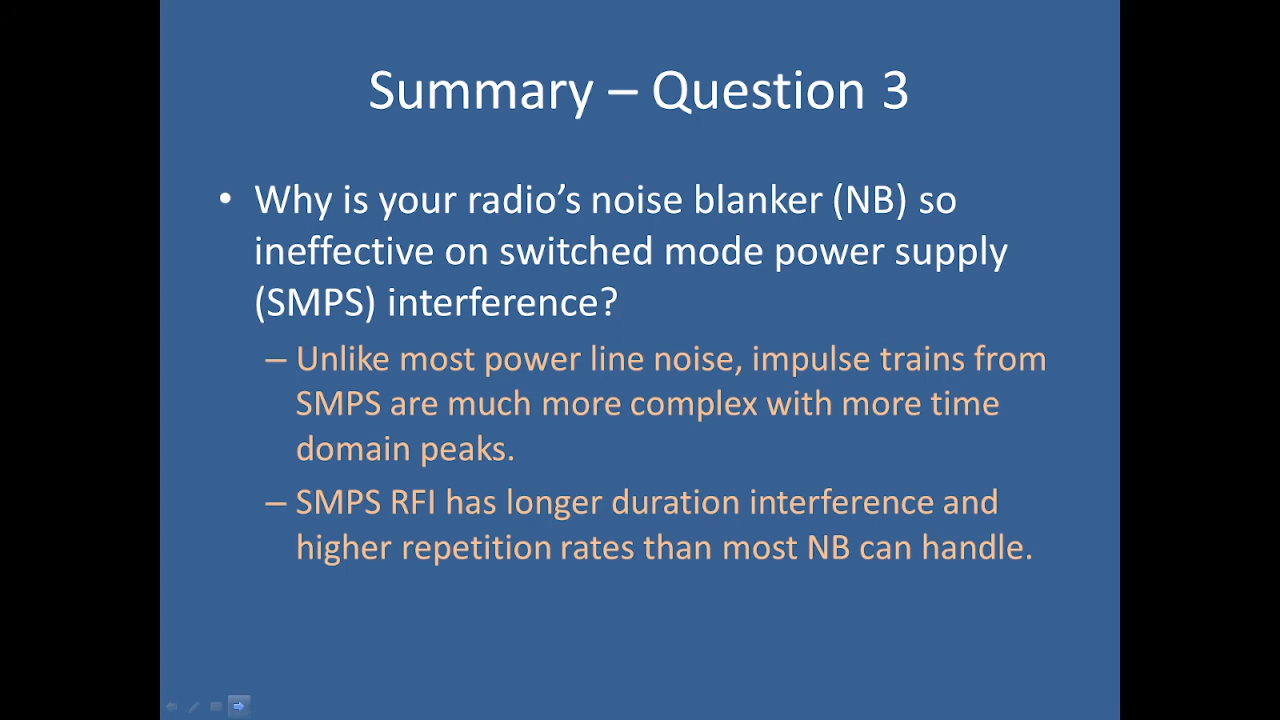 Summary – Question 3
• Why is your radio’s noise blanker (NB) so
ineffective on switched mode power supply
(SMPS) interference?
– Unlike most power line noise, impulse trains from
SMPS are much more complex with more time
domain peaks.
– SMPS RFI has longer duration interference and
higher repetition rates than most NB can handle.